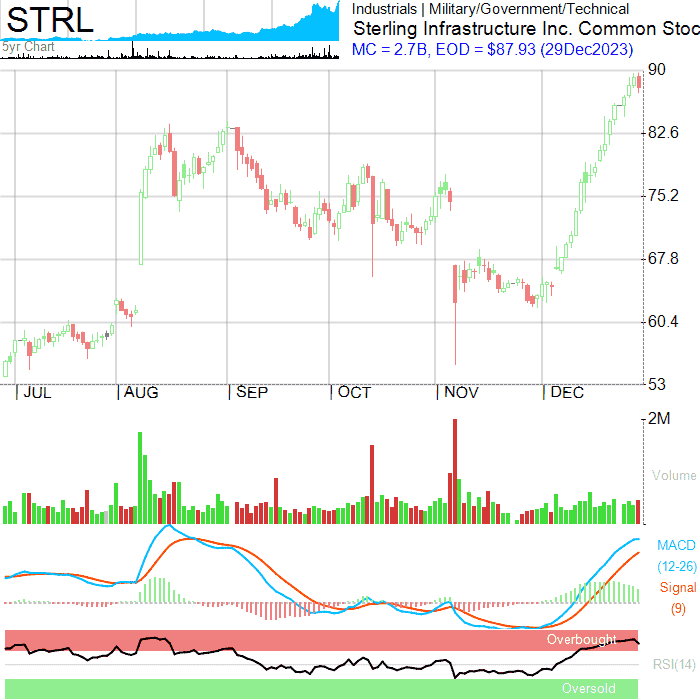 STRL
5yr Chart
Industrials | Military/Government/Technical
Sterling Infrastructure Inc. Common Stoc
MC = 2.7B, EOD = $87.93 (29Dec2023)
90
82.6
75.2
67.8
60.4
53
JUL AUG SEP OCT NOV DEC
2M
Volume
MACD
(12-26)
Signal
(9)
Overbought
RSI(14)
Oversold